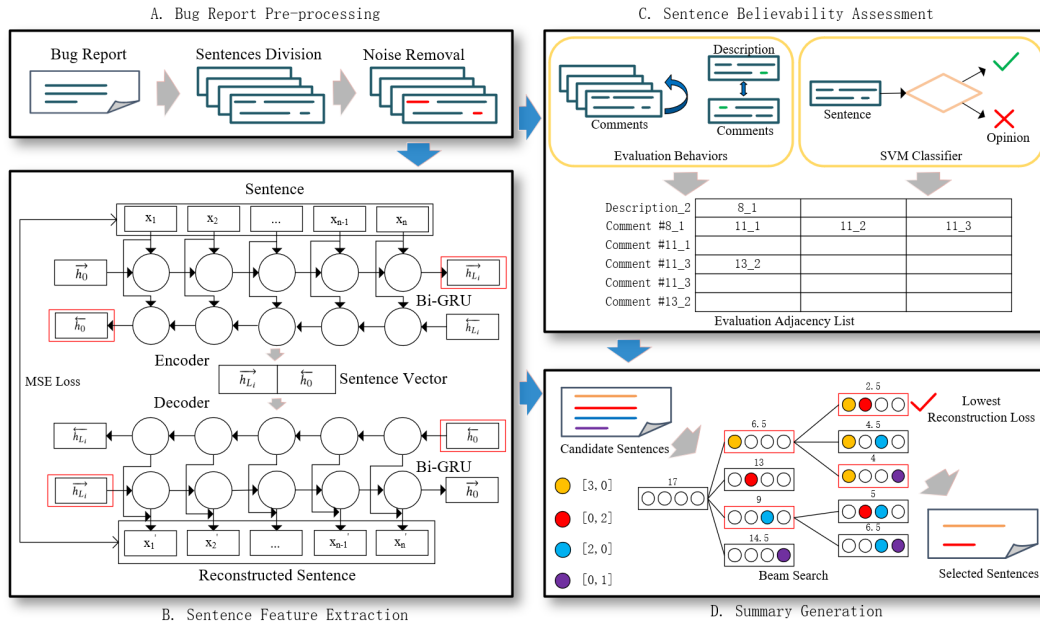 A. Bug Report Pre-processing
Bug Report
Sentences Division
Noise Removal
C. Sentence Believability Assessment
Description
Comments
Comments
Evaluation Behaviors
Sentence
Opinion
SVM Classifier
Description_2 8_1
Comment #8_1 11_1 11_2 11_3
Comment #11_1
Comment #11_3 13_2
Comment #11_3
Comment #13_2
Evaluation Adjacency List
Sentence
x₁ x₂ ... xₙ₋₁ xₙ
→h₀ →h_Lᵢ
Bi-GRU
←h₀ ←h_Lᵢ
Encoder
→h_Lᵢ ←h₀ Sentence Vector
MSE Loss
Decoder
←h_Lᵢ ←h₀
Bi-GRU
→h_Lᵢ →h₀
x₁' x₂' ... xₙ₋₁' xₙ'
Reconstructed Sentence
B. Sentence Feature Extraction
Candidate Sentences
[3,0]
[0,2]
[2,0]
[0,1]
17
6.5
13
9
14.5
2.5
4.5
4
5
6.5
Lowest
Reconstruction Loss
Beam Search
Selected Sentences
D. Summary Generation